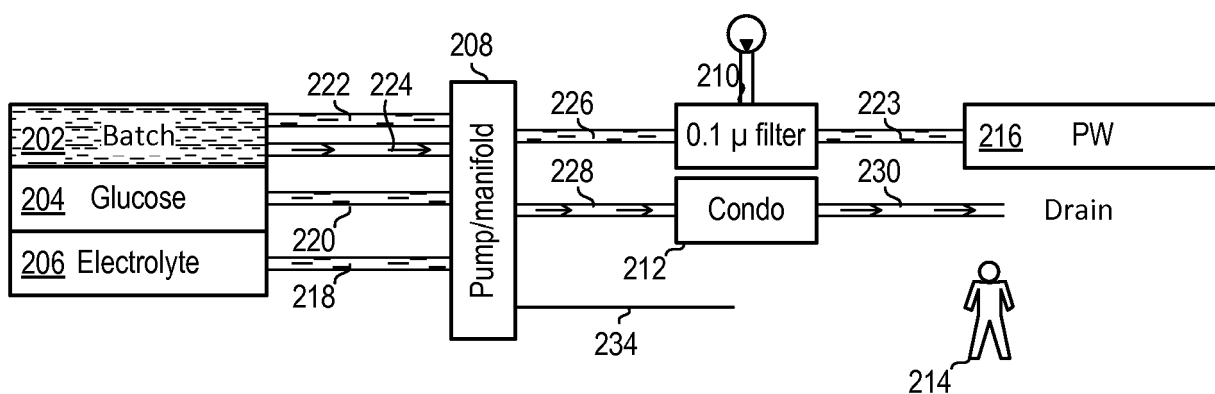 208
210
222
224
226
223
202 Batch
0.1 µ filter
216 PW
204 Glucose
228
230
Pump/manifold
Condo
Drain
220
206 Electrolyte
212
218
234
214